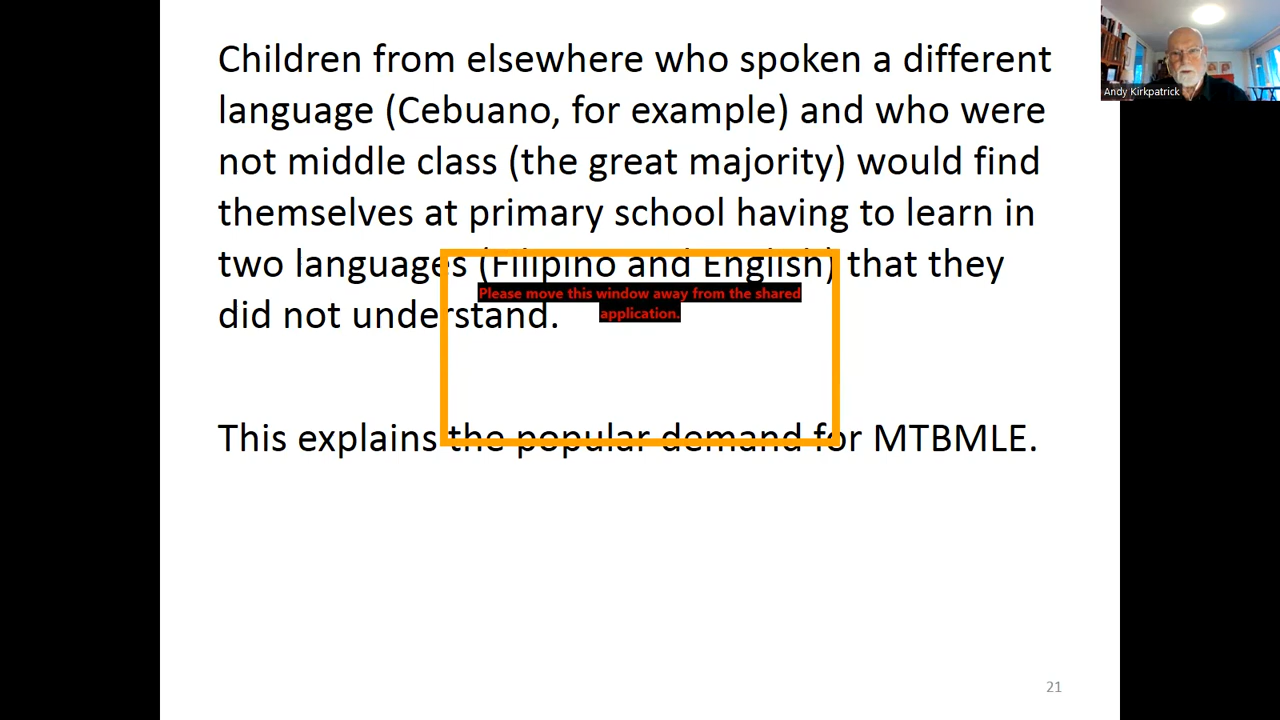 Children from elsewhere who spoken a different
language (Cebuano, for example) and who were
not middle class (the great majority) would find
themselves at primary school having to learn in
two languages (Filipino and English) that they
did not understand.
Please move this window away from the shared
application.
This explains the popular demand for MTBMLE.
21
Andy Kirkpatrick